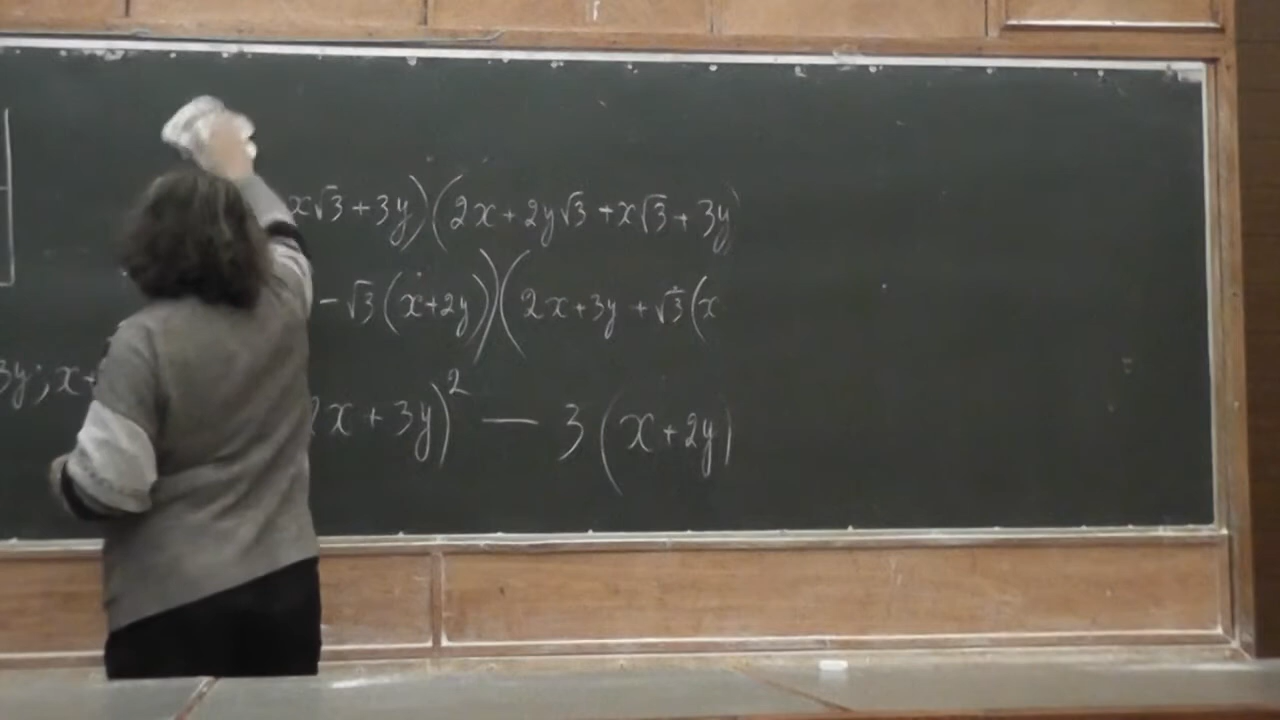 x√3 + 3y)(2x + 2y√3 + x√3 + 3y)
- √3(x+2y))(2x+3y + √3(x
3y; x+ 2x + 3y)² — 3(x+2y)